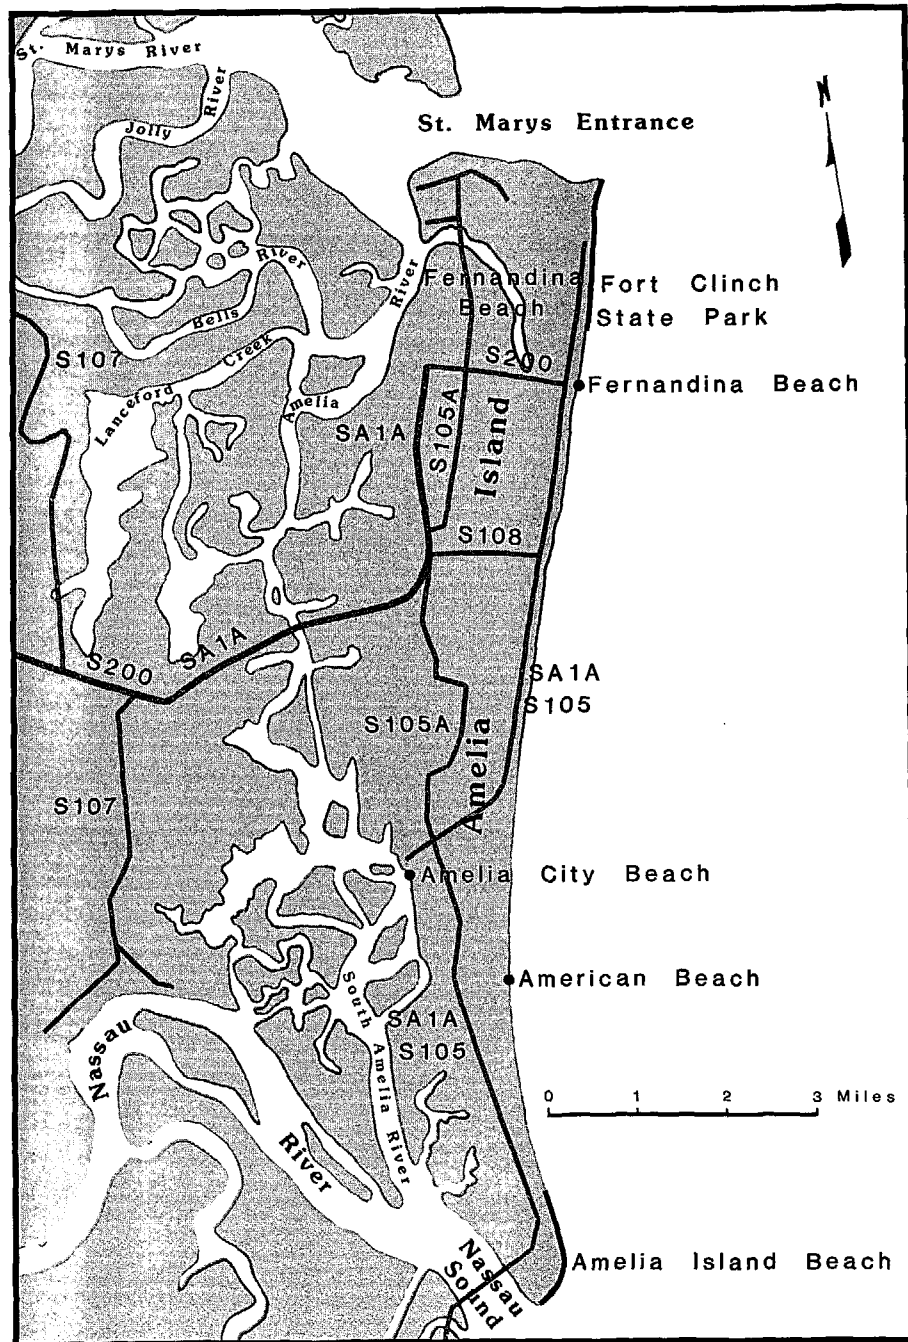 St. Marys River
Jolly River
St. Marys Entrance
N
Bells River
Amelia River
Fernandina
Beach
Fort Clinch
State Park
S107
Lanceford Creek
S200
Fernandina Beach
SA1A
S105A
Island
S108
S200
SA1A
SA1A
S105
S105A
Amelia
S107
Amelia City Beach
American Beach
South Amelia River
SA1A
S105
Nassau River
0 1 2 3 Miles
Amelia Island Beach
Nassau
Sound